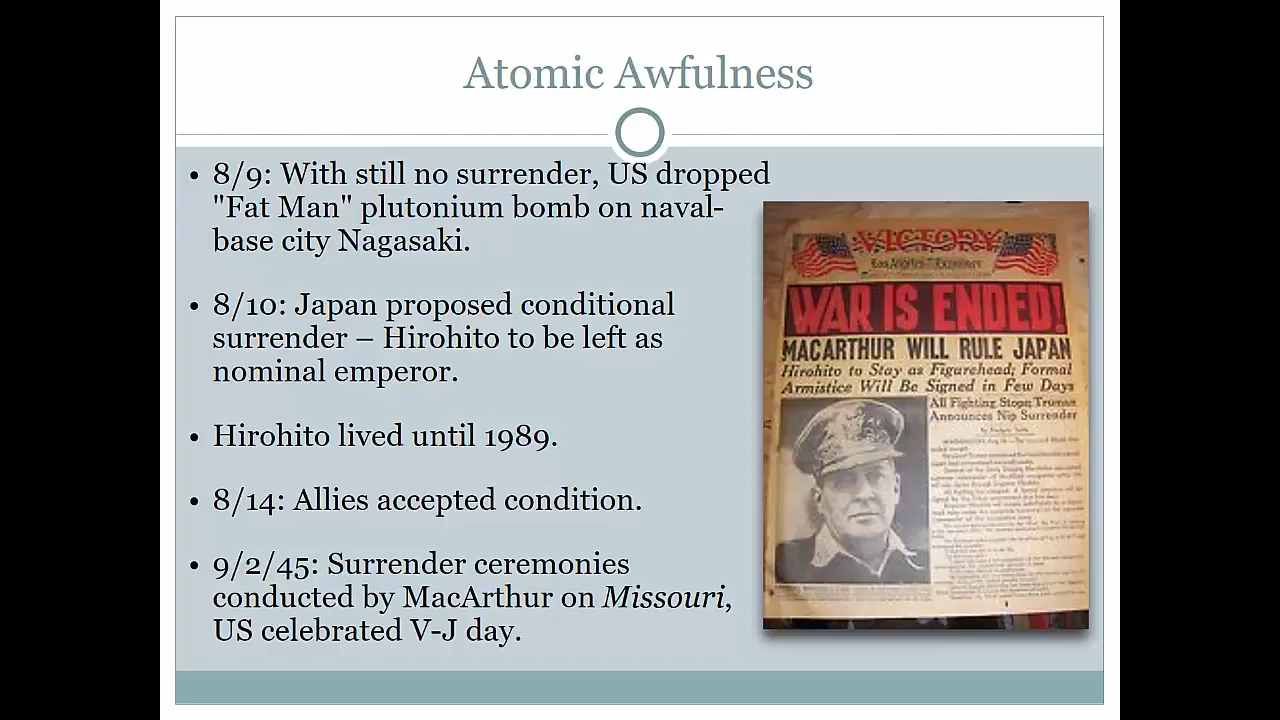 Atomic Awfulness
• 8/9: With still no surrender, US dropped
"Fat Man" plutonium bomb on naval-
base city Nagasaki.
• 8/10: Japan proposed conditional
surrender – Hirohito to be left as
nominal emperor.
• Hirohito lived until 1989.
• 8/14: Allies accepted condition.
• 9/2/45: Surrender ceremonies
conducted by MacArthur on Missouri,
US celebrated V-J day.
VICTORY
Los Angeles Examiner
WAR IS ENDED!
MACARTHUR WILL RULE JAPAN
Hirohito to Stay as Figurehead; Formal
Armistice Will Be Signed in Few Days
All Fighting Stops; Truman
Announces Nip Surrender